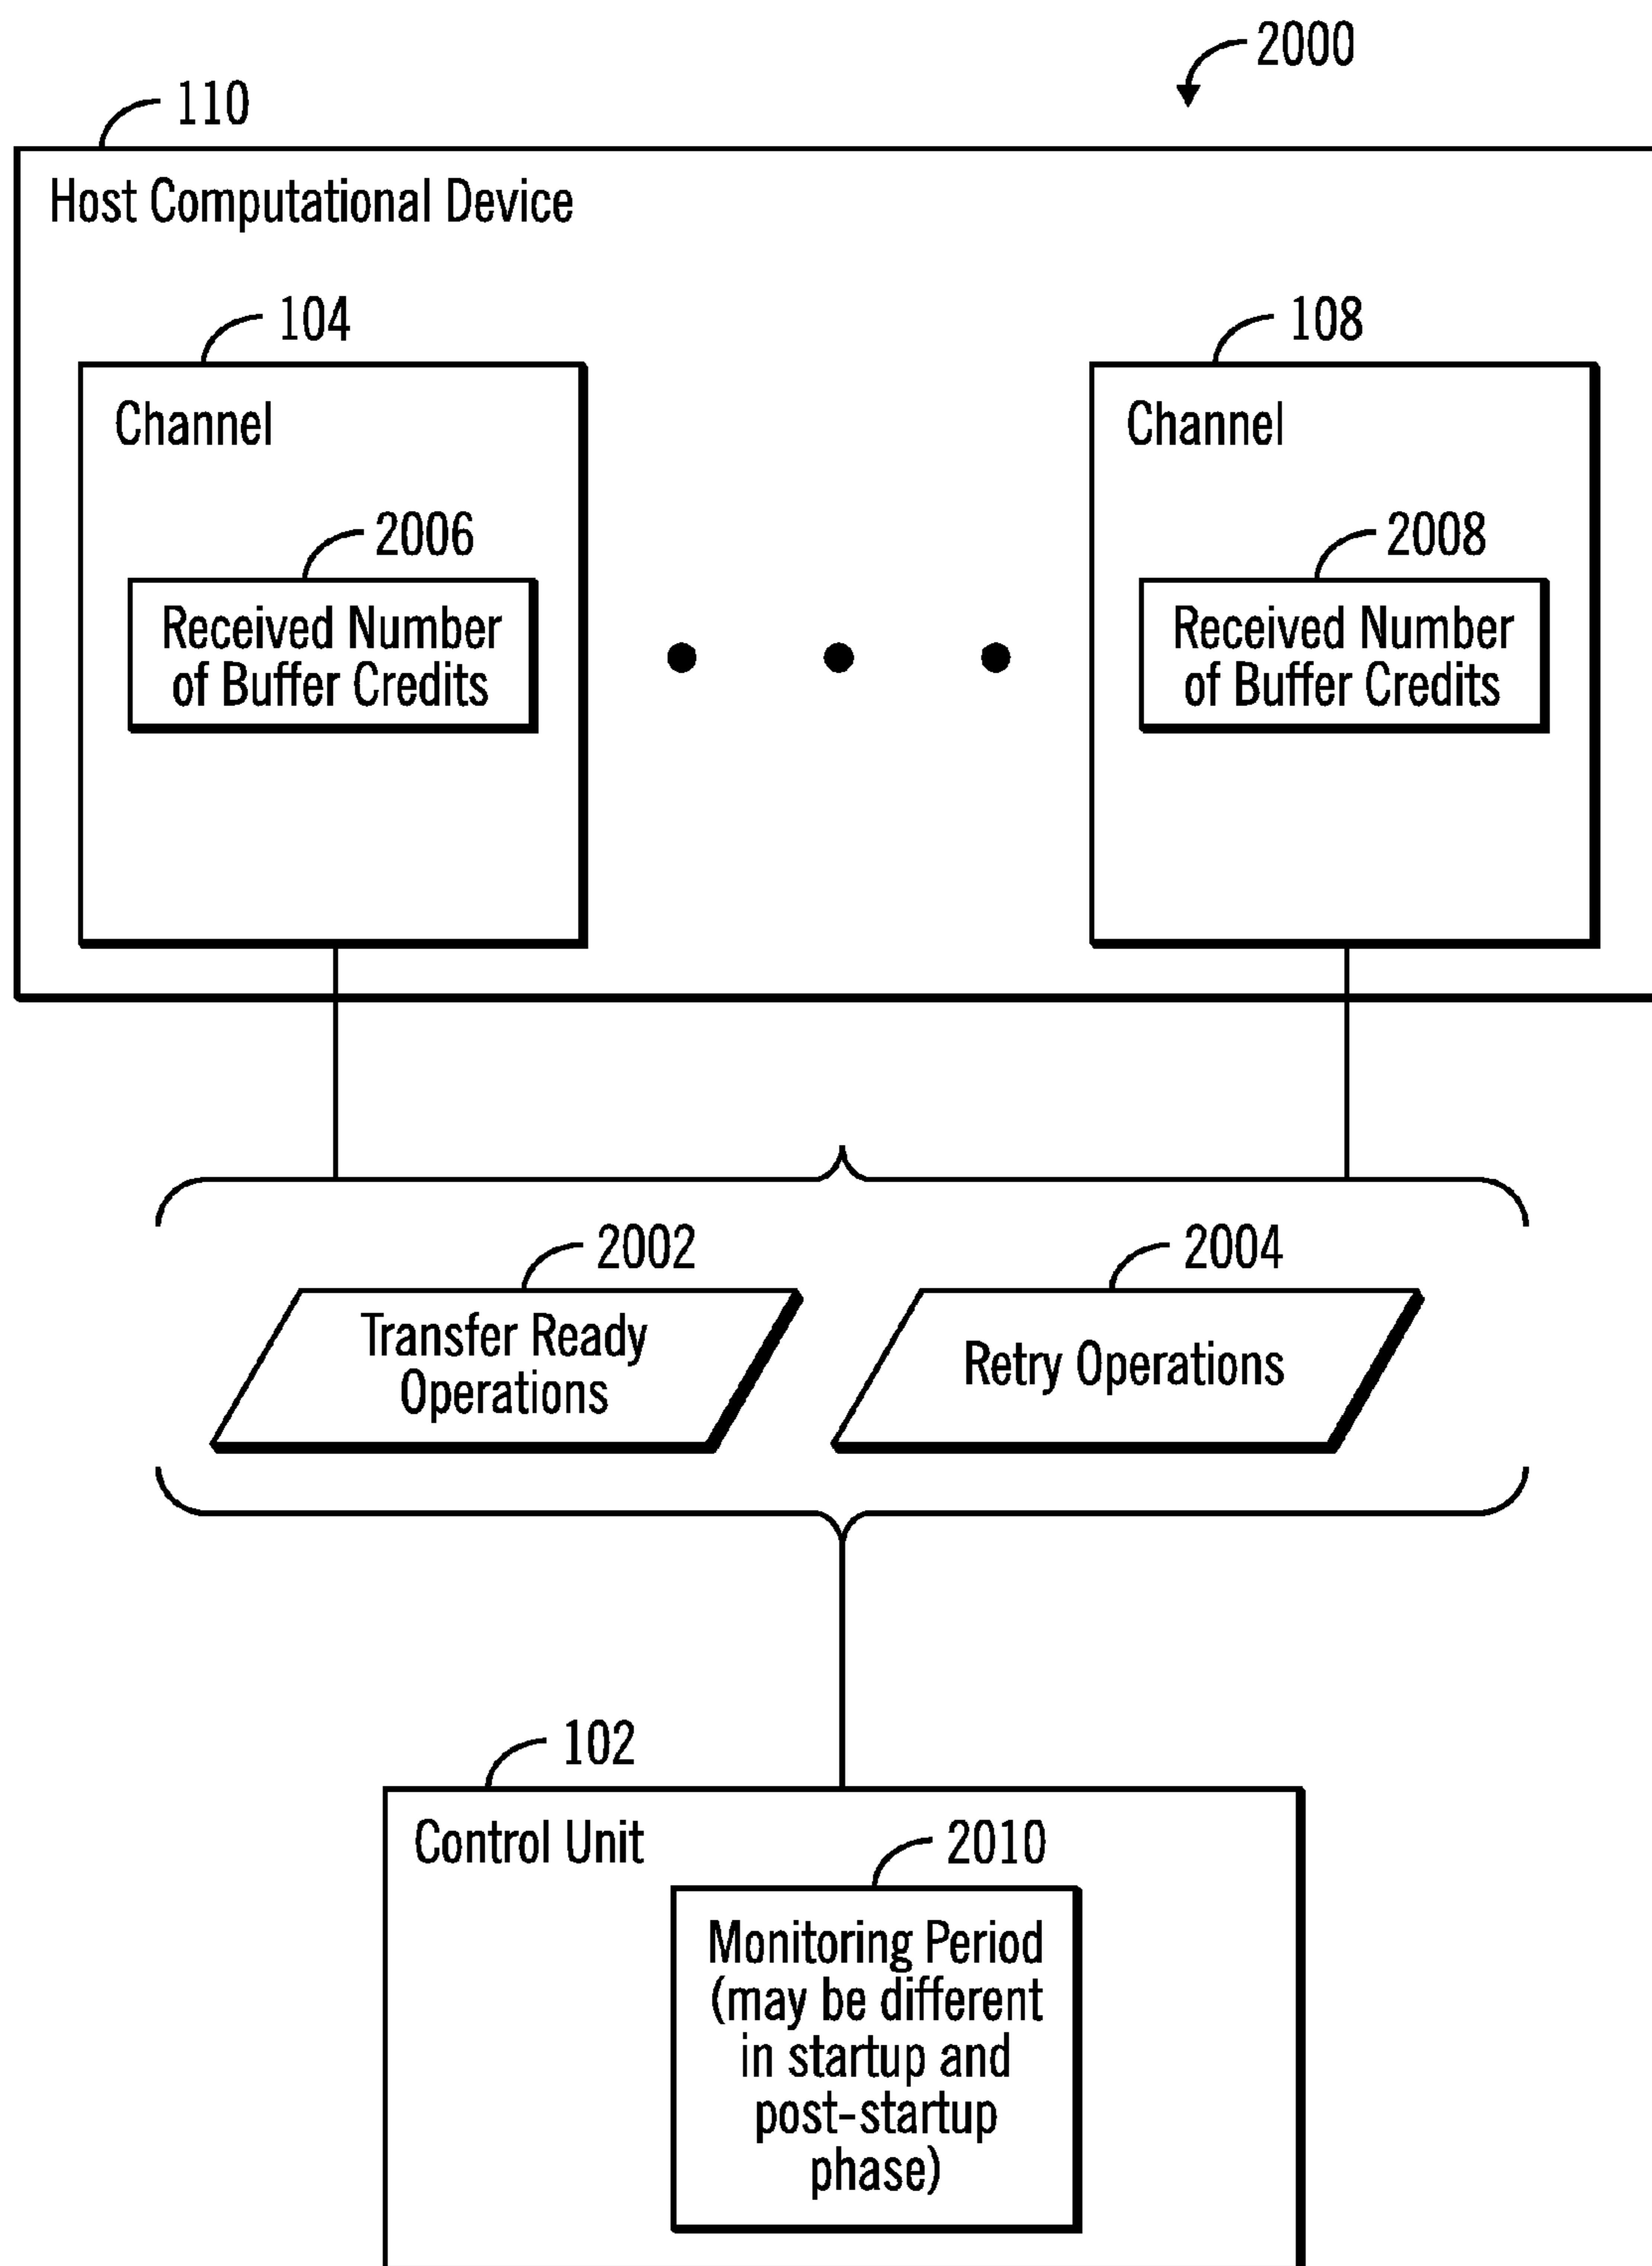 2000
110
Host Computational Device
104
108
Channel
Channel
2006
2008
Received Number
of Buffer Credits
Received Number
of Buffer Credits
2002
2004
Transfer Ready
Operations
Retry Operations
102
Control Unit
2010
Monitoring Period
(may be different
in startup and
post-startup
phase)